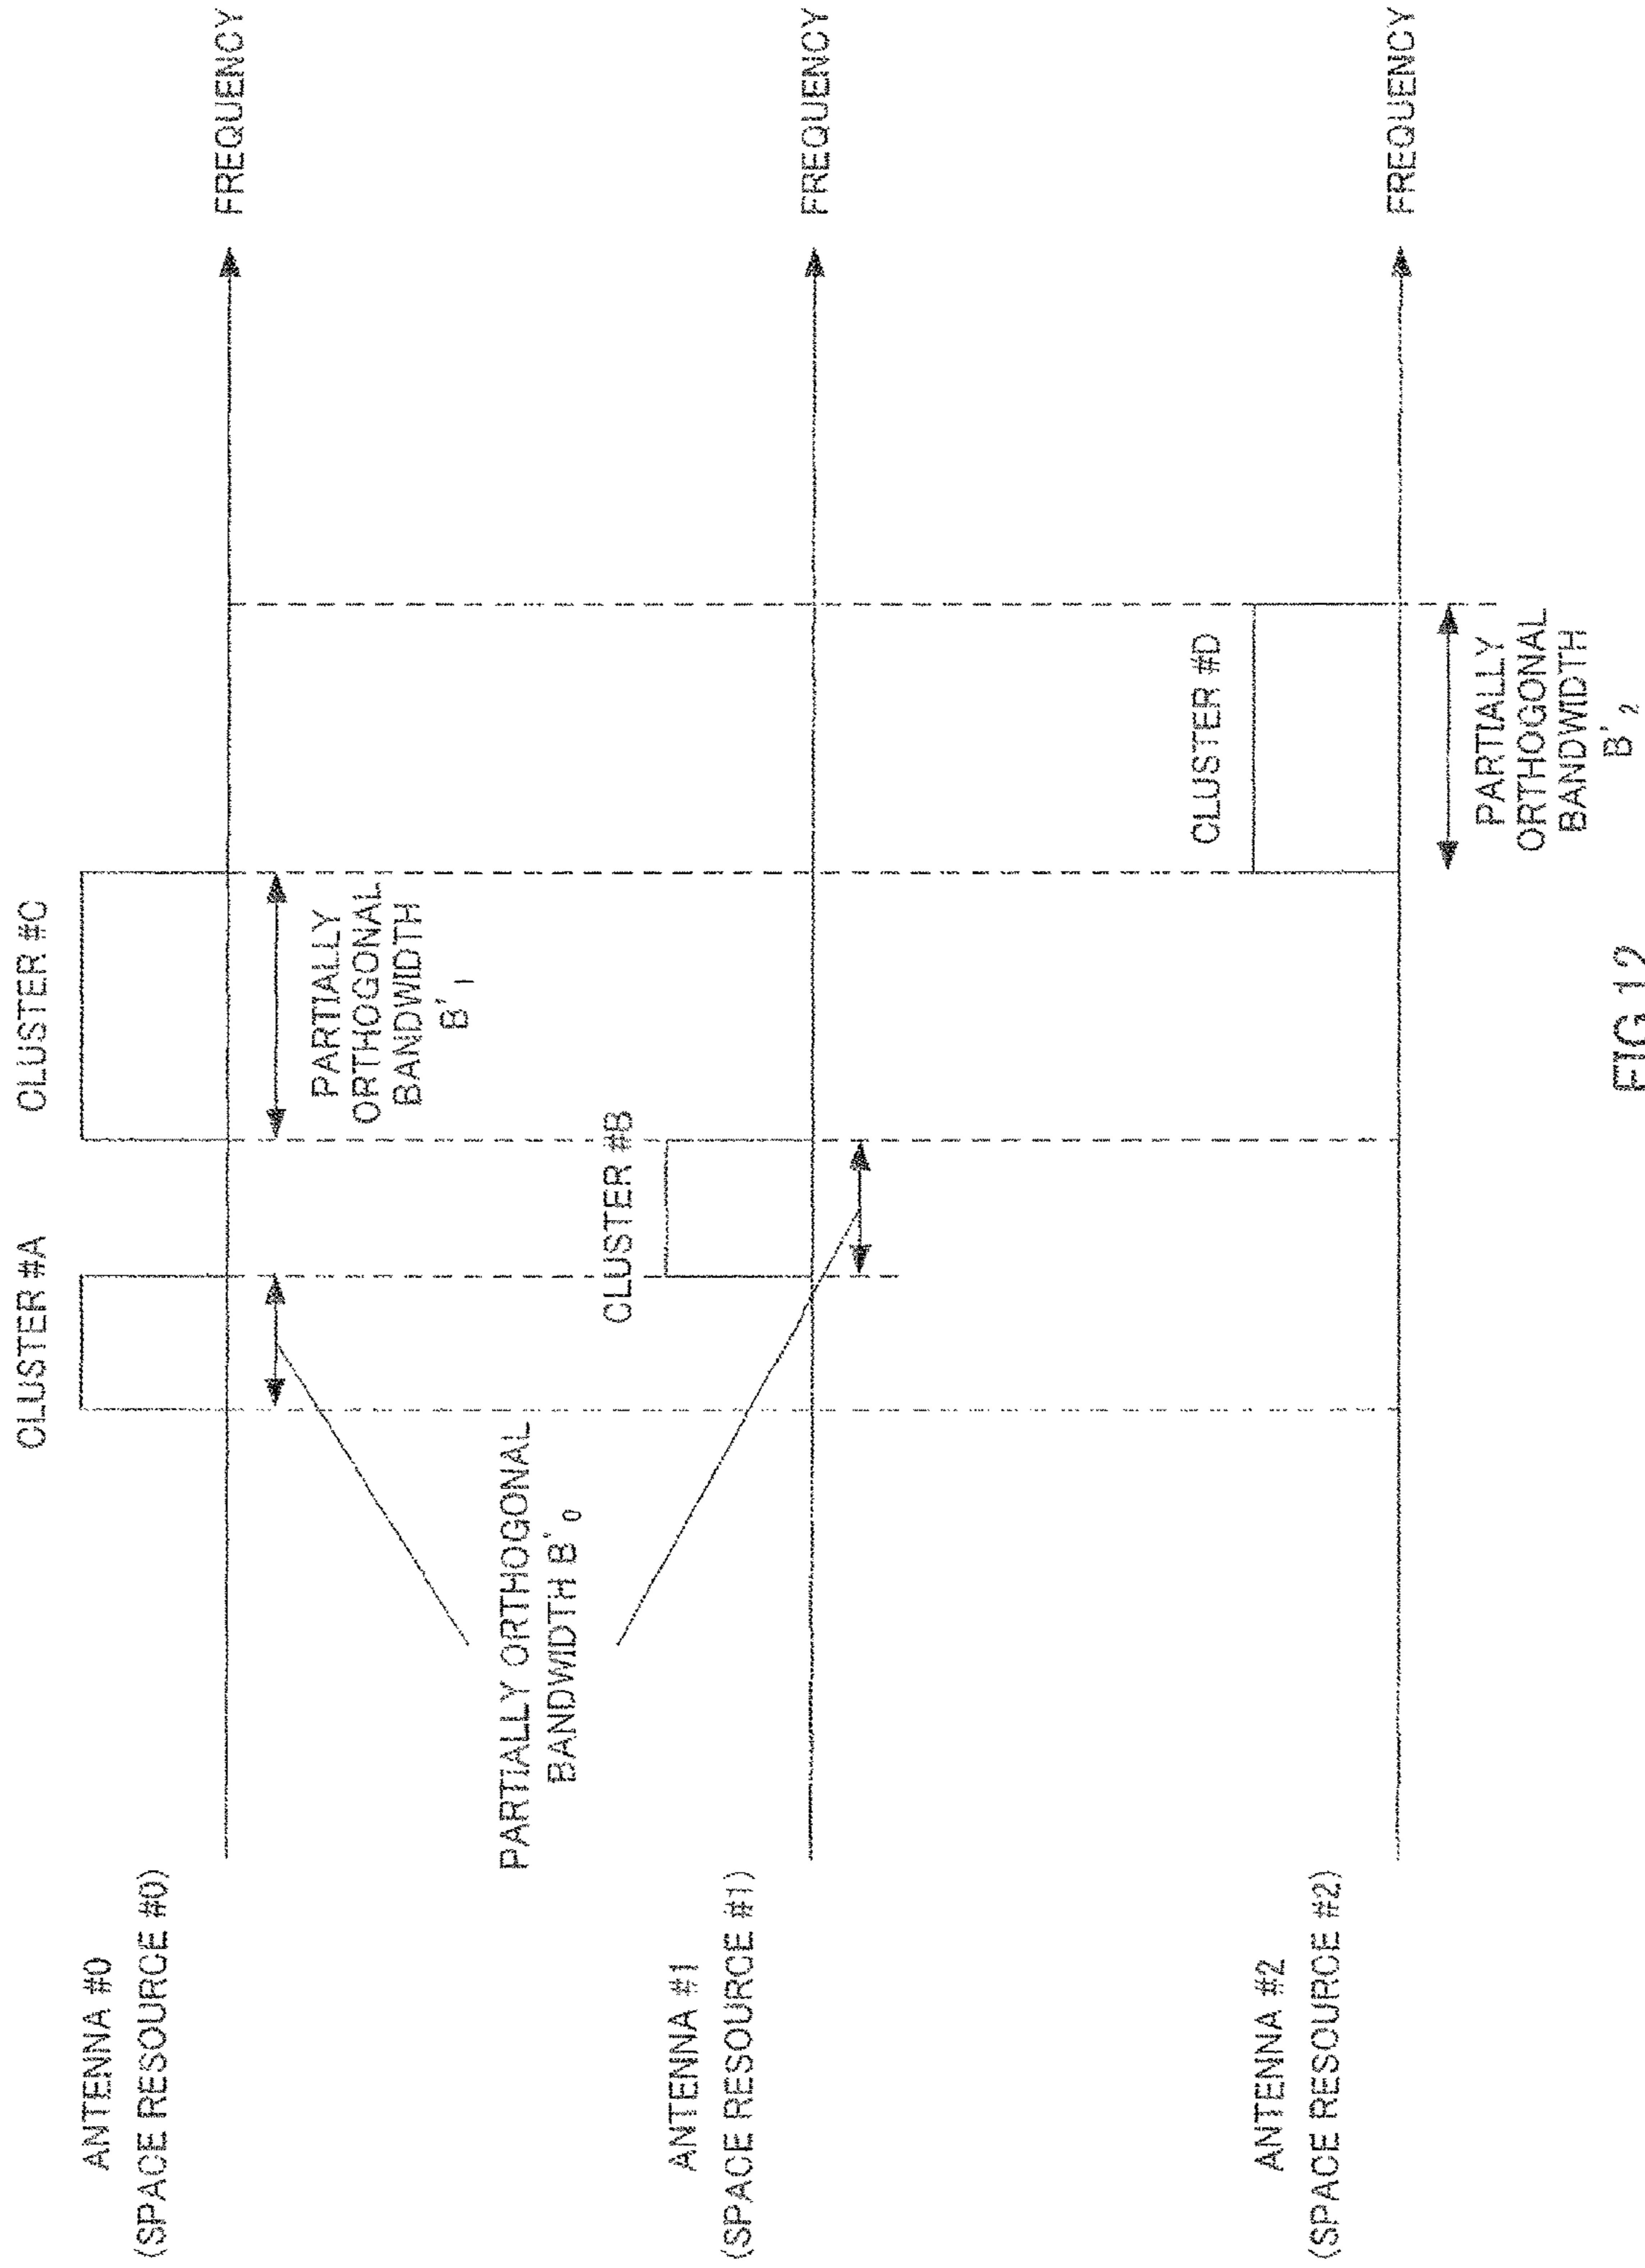 CLUSTER #A
CLUSTER #C
ANTENNA #0
(SPACE RESOURCE #0)
FREQUENCY
PARTIALLY
ORTHOGONAL
BANDWIDTH
B'1
PARTIALLY ORTHOGONAL
BANDWIDTH B'0
CLUSTER #B
ANTENNA #1
(SPACE RESOURCE #1)
FREQUENCY
CLUSTER #D
ANTENNA #2
(SPACE RESOURCE #2)
FREQUENCY
PARTIALLY
ORTHOGONAL
BANDWIDTH
B'2
FIG.12